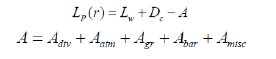 L_P(r) = L_w + D_c − A
A = A_div + A_atm + A_gr + A_bar + A_misc